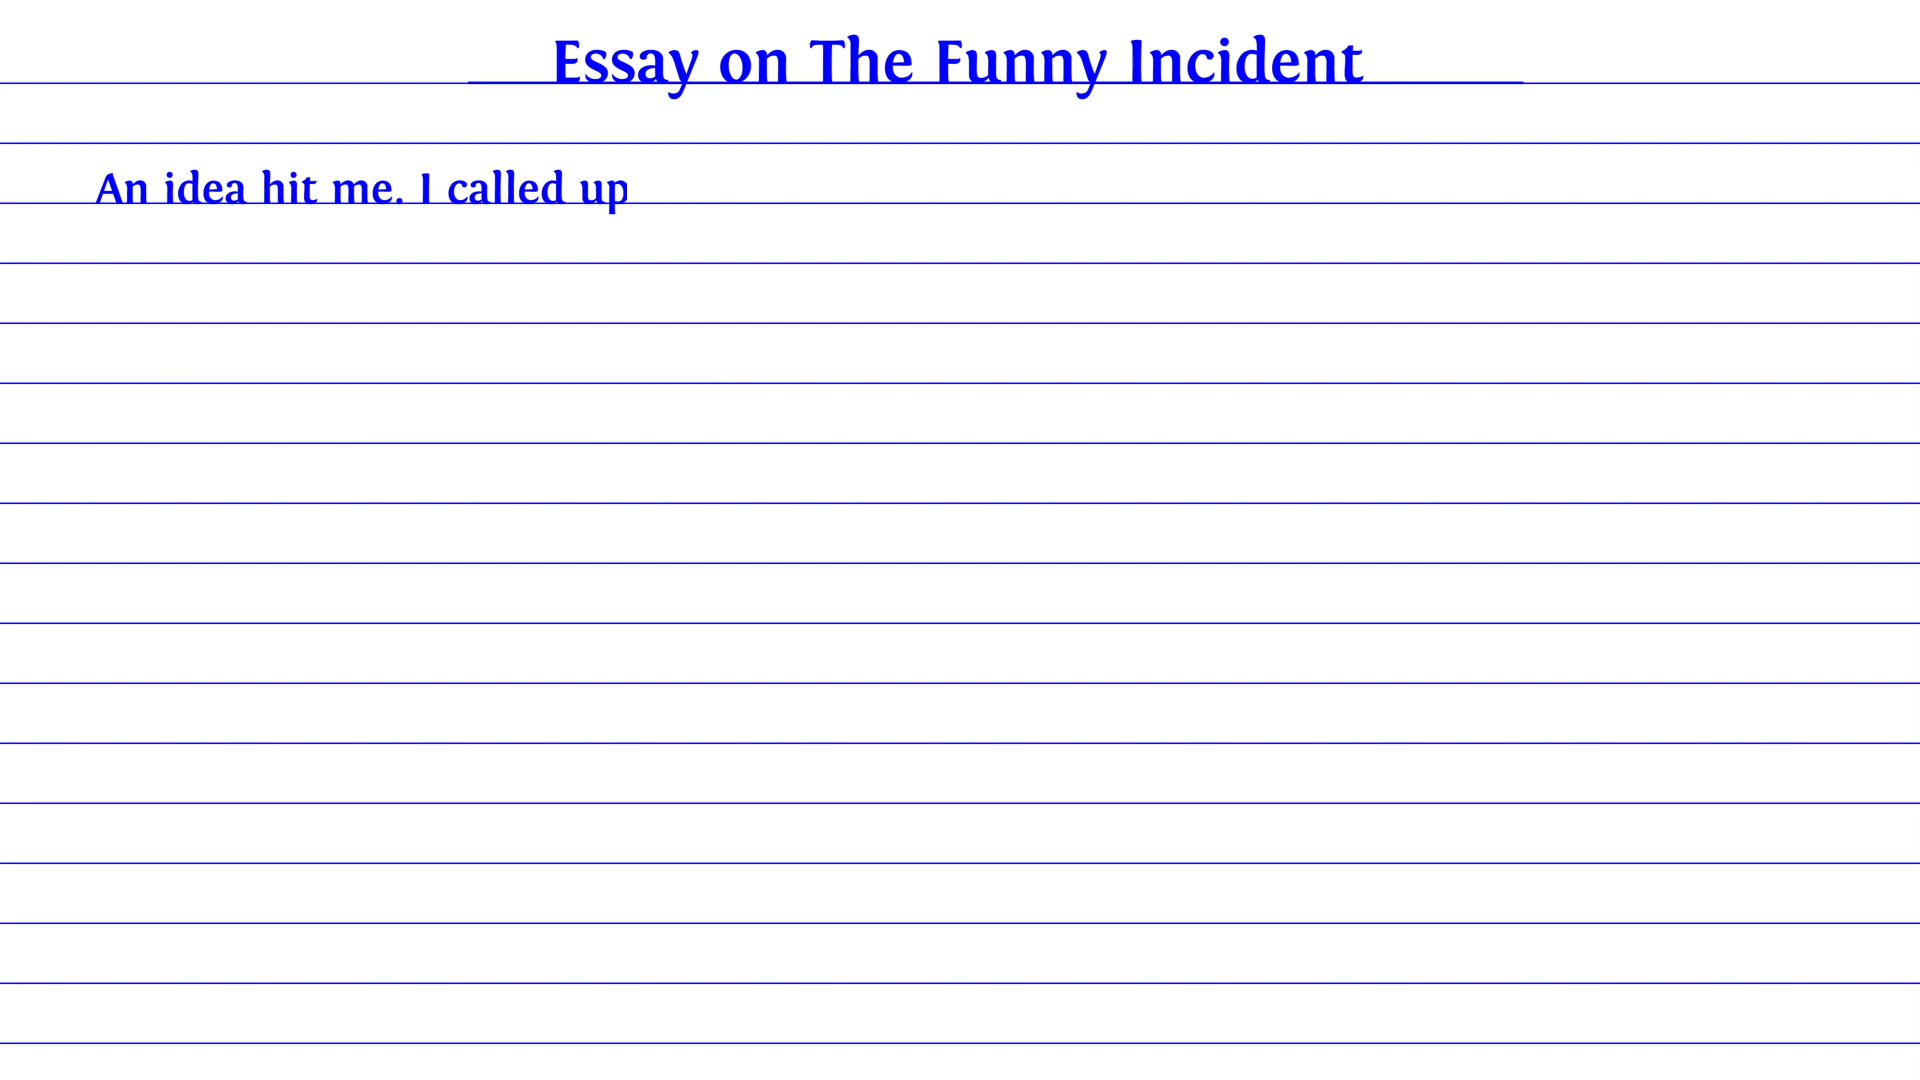 Essay on The Funny Incident
An idea hit me. I called up